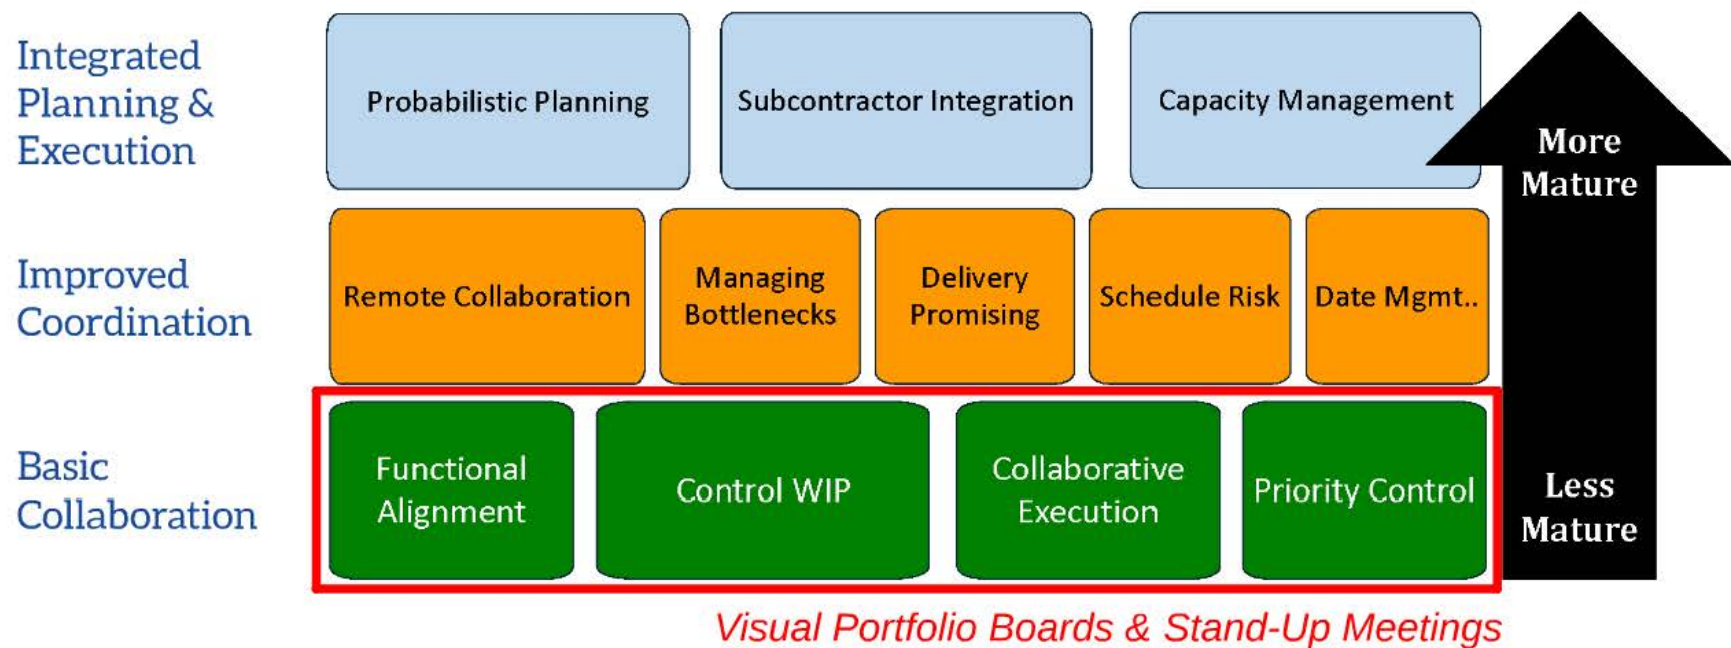 Integrated
Planning &
Execution
Probabilistic Planning
Subcontractor Integration
Capacity Management
More
Mature
Improved
Coordination
Remote Collaboration
Managing
Bottlenecks
Delivery
Promising
Schedule Risk
Date Mgmt..
Basic
Collaboration
Functional
Alignment
Control WIP
Collaborative
Execution
Priority Control
Less
Mature
Visual Portfolio Boards & Stand-Up Meetings